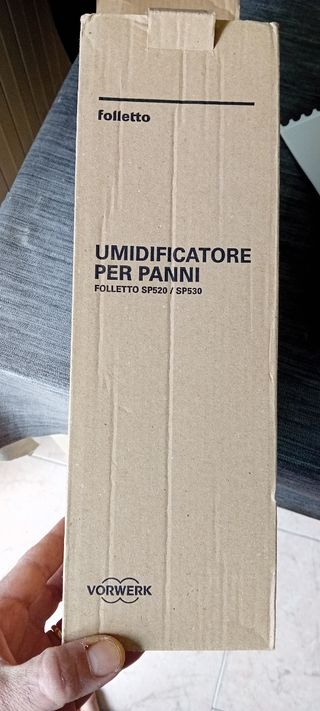 folletto
UMIDIFICATORE
PER PANNI
FOLLETTO SP520 / SP530
VORWERK